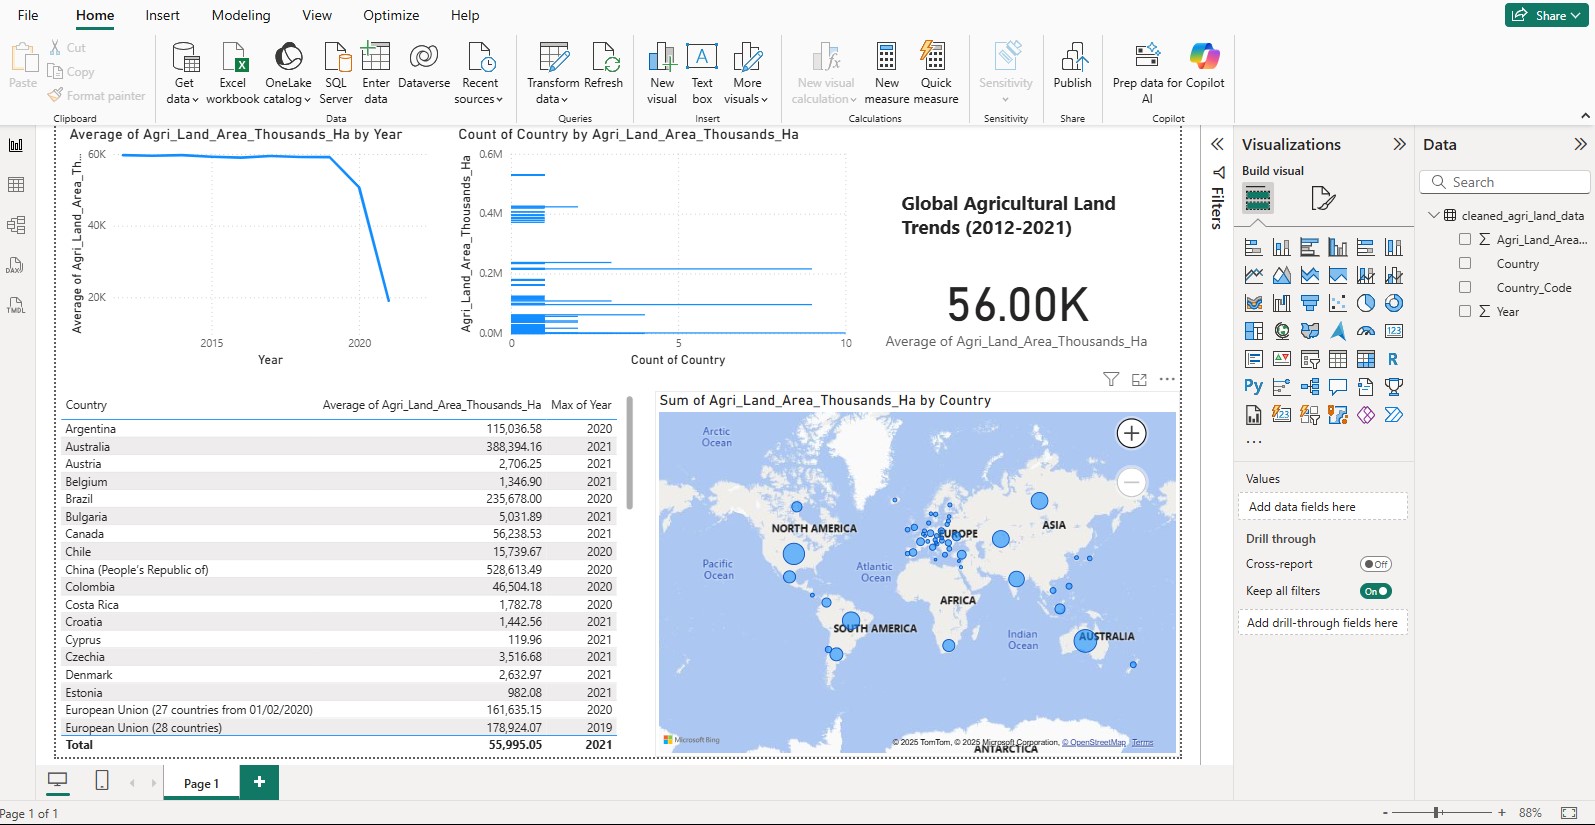 File Home Insert Modeling View Optimize Help Share
Paste
Cut
Copy
Format painter
Clipboard
Get data
Excel workbook
OneLake catalog
SQL Server
Enter data
Dataverse
Recent sources
Data
Transform data
Refresh
Queries
New visual
Text box
More visuals
Insert
New visual calculation
New measure
Quick measure
Calculations
Sensitivity
Sensitivity
Publish
Share
Prep data for AI
Copilot
Copilot
Average of Agri_Land_Area_Thousands_Ha by Year
Average of Agri_Land_Area_Th...
60K
40K
20K
2015 2020
Year
Count of Country by Agri_Land_Area_Thousands_Ha
Agri_Land_Area_Thousands_Ha
0.6M
0.4M
0.2M
0.0M
0 5 10
Count of Country
Global Agricultural Land
Trends (2012-2021)
56.00K
Average of Agri_Land_Area_Thousands_Ha
Country Average of Agri_Land_Area_Thousands_Ha Max of Year
Argentina 115,036.58 2020
Australia 388,394.16 2021
Austria 2,706.25 2021
Belgium 1,346.90 2021
Brazil 235,678.00 2020
Bulgaria 5,031.89 2021
Canada 56,238.53 2021
Chile 15,739.67 2020
China (People's Republic of) 528,613.49 2020
Colombia 46,504.18 2020
Costa Rica 1,782.78 2020
Croatia 1,442.56 2021
Cyprus 119.96 2021
Czechia 3,516.68 2021
Denmark 2,632.97 2021
Estonia 982.08 2021
European Union (27 countries from 01/02/2020) 161,635.15 2020
European Union (28 countries) 178,924.07 2019
Total 55,995.05 2021
Sum of Agri_Land_Area_Thousands_Ha by Country
Arctic
Ocean
NORTH AMERICA
EUROPE
ASIA
Pacific
Ocean
Atlantic
Ocean
AFRICA
SOUTH AMERICA
Indian
Ocean
AUSTRALIA
ANTARCTICA
Microsoft Bing
© 2025 TomTom, © 2025 Microsoft Corporation, © OpenStreetMap Terms
Filters
Visualizations
Build visual
123
R
Py
123
...
Values
Add data fields here
Drill through
Cross-report Off
Keep all filters On
Add drill-through fields here
Data
Search
cleaned_agri_land_data
Agri_Land_Area...
Country
Country_Code
Year
DAX
TMDL
Page 1
Page 1 of 1
- + 88%